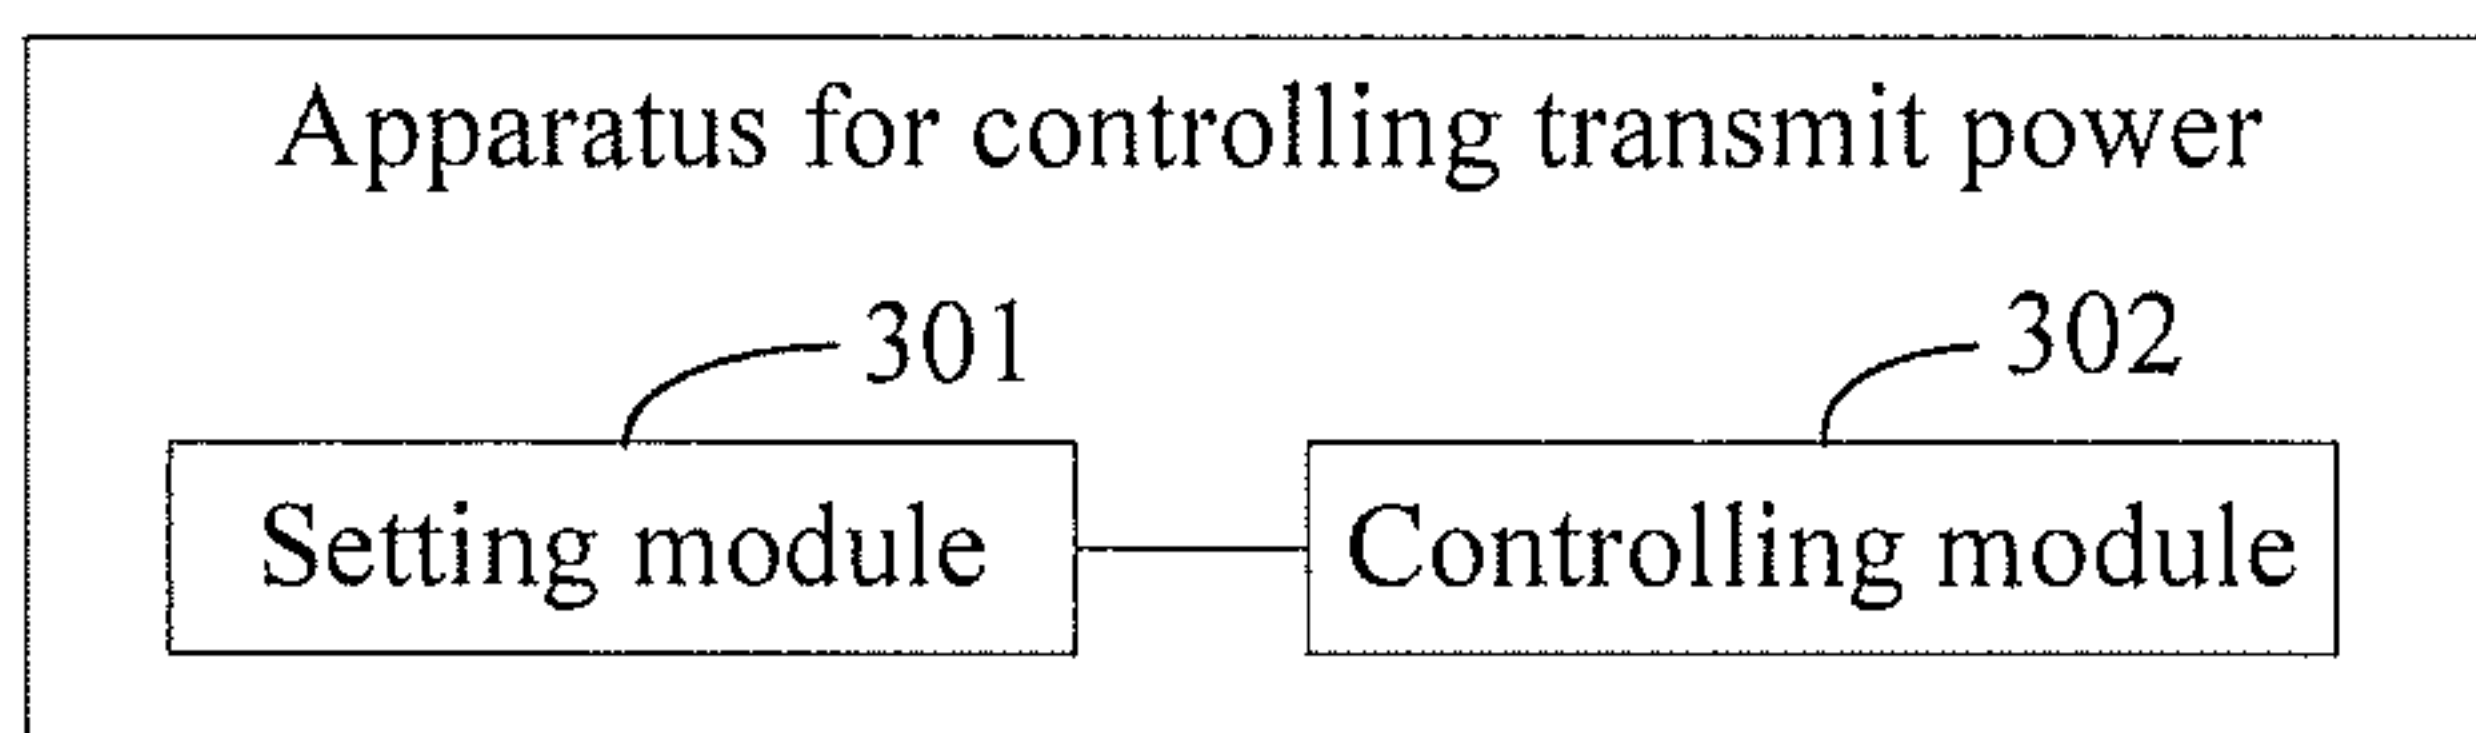 Apparatus for controlling transmit power
301
302
Setting module
Controlling module